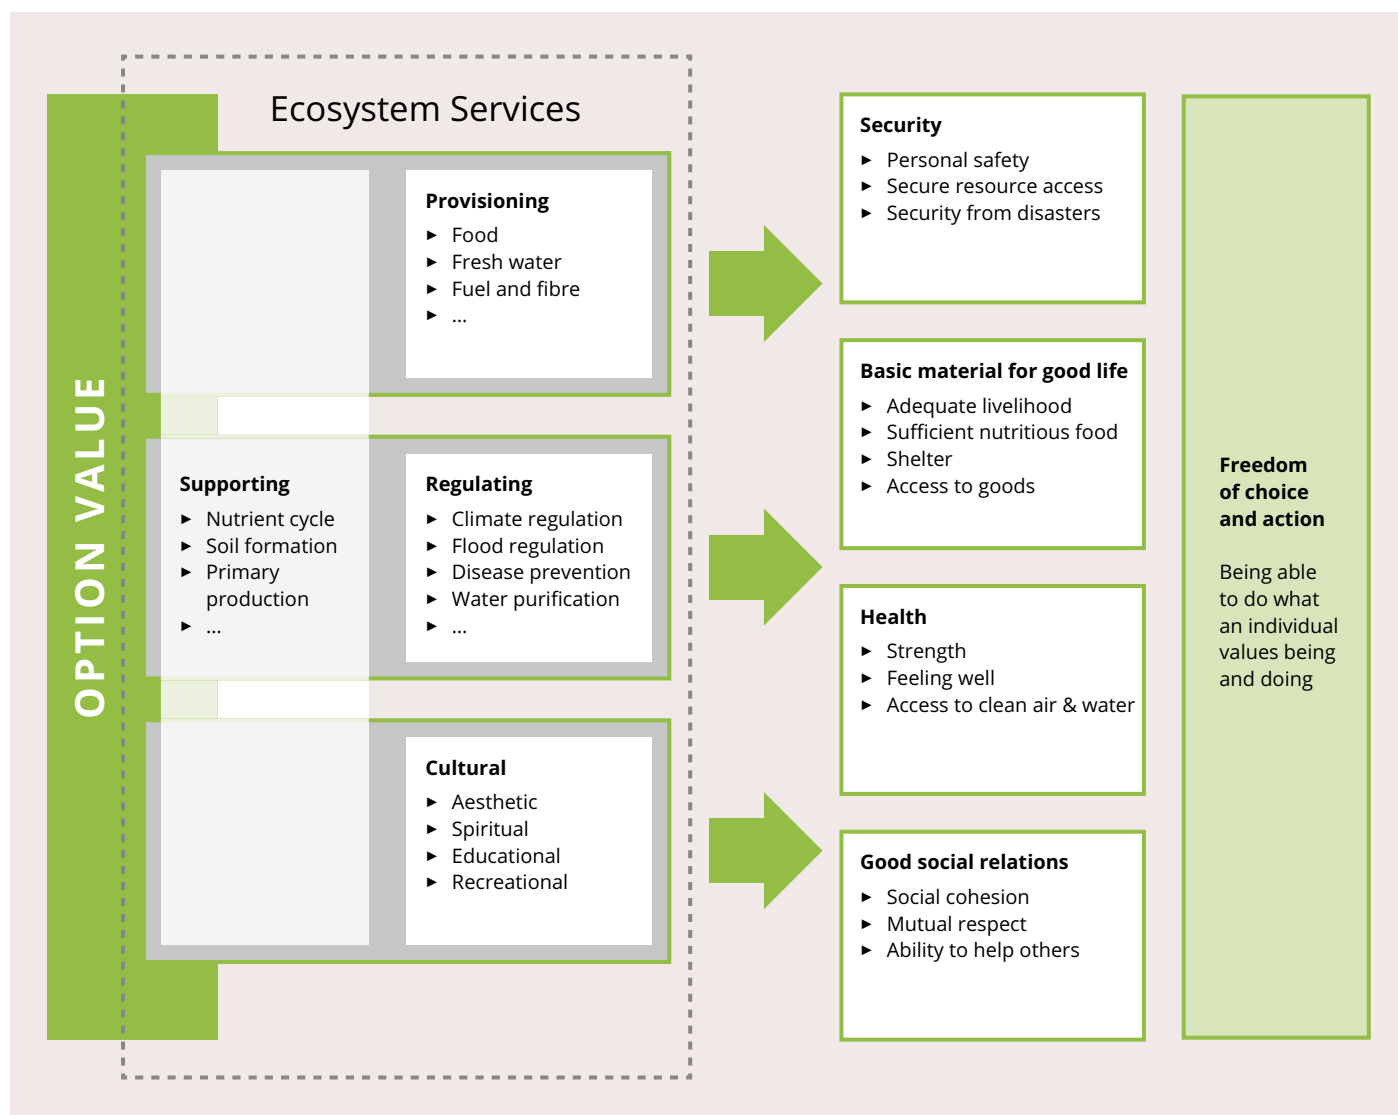 OPTION VALUE
Ecosystem Services
Provisioning
► Food
► Fresh water
► Fuel and fibre
► ...
Supporting
► Nutrient cycle
► Soil formation
► Primary
production
► ...
Regulating
► Climate regulation
► Flood regulation
► Disease prevention
► Water purification
► ...
Cultural
► Aesthetic
► Spiritual
► Educational
► Recreational
Security
► Personal safety
► Secure resource access
► Security from disasters
Basic material for good life
► Adequate livelihood
► Sufficient nutritious food
► Shelter
► Access to goods
Health
► Strength
► Feeling well
► Access to clean air & water
Good social relations
► Social cohesion
► Mutual respect
► Ability to help others
Freedom
of choice
and action
Being able
to do what
an individual
values being
and doing